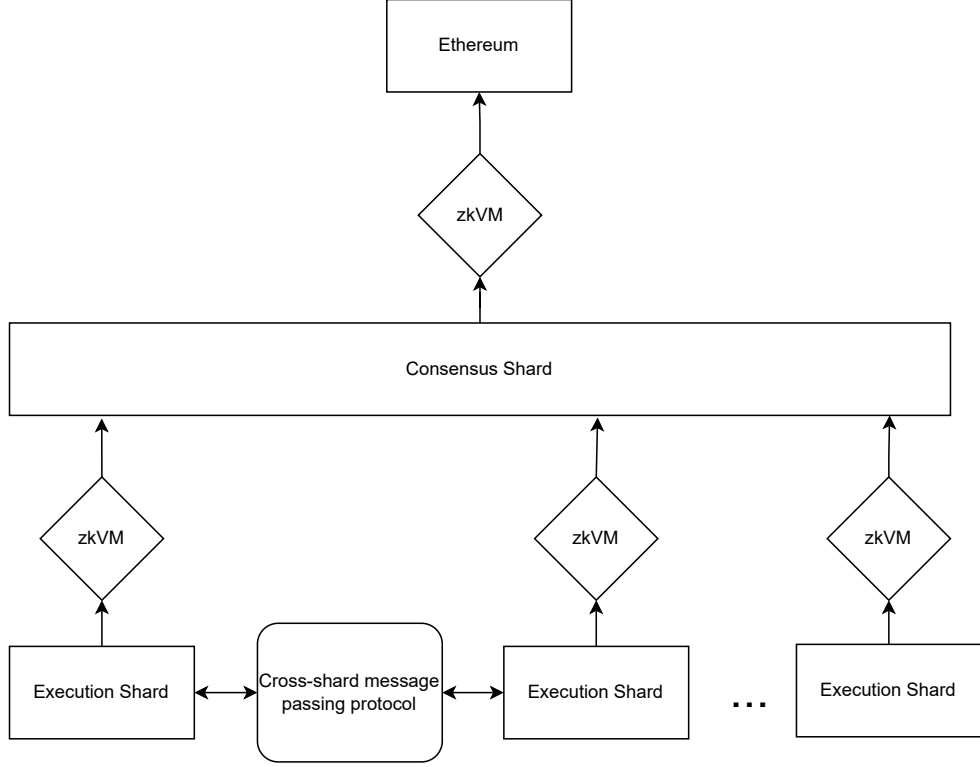 Ethereum
zkVM
Consensus Shard
zkVM
zkVM
zkVM
Execution Shard
Cross-shard message
passing protocol
Execution Shard
...
Execution Shard